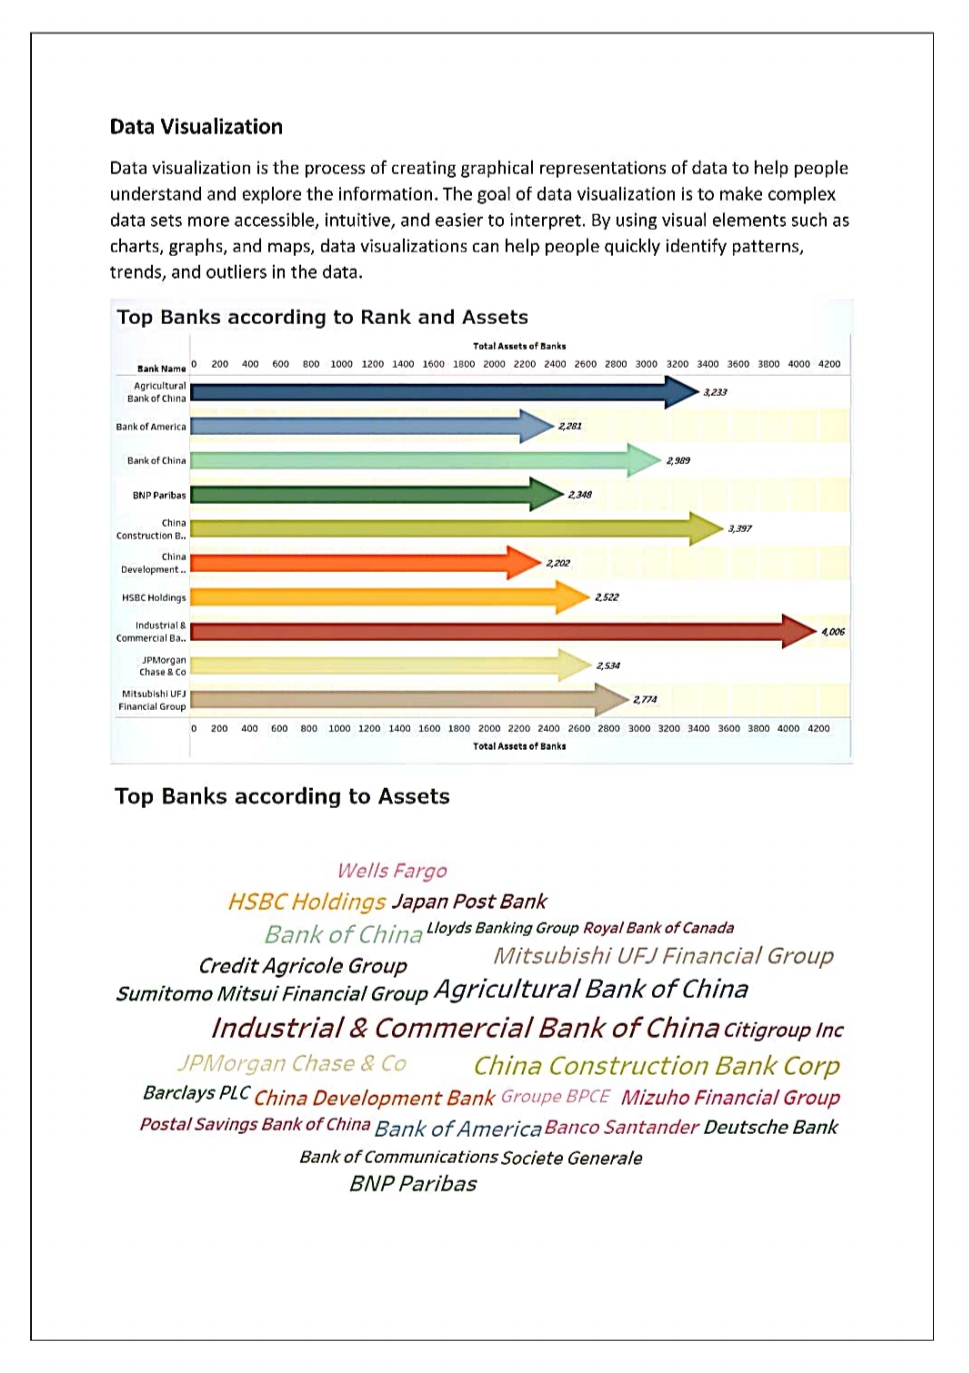 Data Visualization
Data visualization is the process of creating graphical representations of data to help people
understand and explore the information. The goal of data visualization is to make complex
data sets more accessible, intuitive, and easier to interpret. By using visual elements such as
charts, graphs, and maps, data visualizations can help people quickly identify patterns,
trends, and outliers in the data.
Top Banks according to Rank and Assets
Total Assets of Banks
Bank Name 0 200 400 600 800 1000 1200 1400 1600 1800 2000 2200 2400 2600 2800 3000 3200 3400 3600 3800 4000 4200
Agricultural
Bank of China 3,233
Bank of America 2,281
Bank of China 2,989
BNP Paribas 2,348
China
Construction B.. 3,397
China
Development .. 2,202
HSBC Holdings 2,522
Industrial &
Commercial Ba.. 4,006
JPMorgan
Chase & Co 2,534
Mitsubishi UFJ
Financial Group 2,774
0 200 400 600 800 1000 1200 1400 1600 1800 2000 2200 2400 2600 2800 3000 3200 3400 3600 3800 4000 4200
Total Assets of Banks
Top Banks according to Assets
Wells Fargo
HSBC Holdings Japan Post Bank
Bank of China Lloyds Banking Group Royal Bank of Canada
Credit Agricole Group Mitsubishi UFJ Financial Group
Sumitomo Mitsui Financial Group Agricultural Bank of China
Industrial & Commercial Bank of China Citigroup Inc
JPMorgan Chase & Co China Construction Bank Corp
Barclays PLC China Development Bank Groupe BPCE Mizuho Financial Group
Postal Savings Bank of China Bank of America Banco Santander Deutsche Bank
Bank of Communications Societe Generale
BNP Paribas